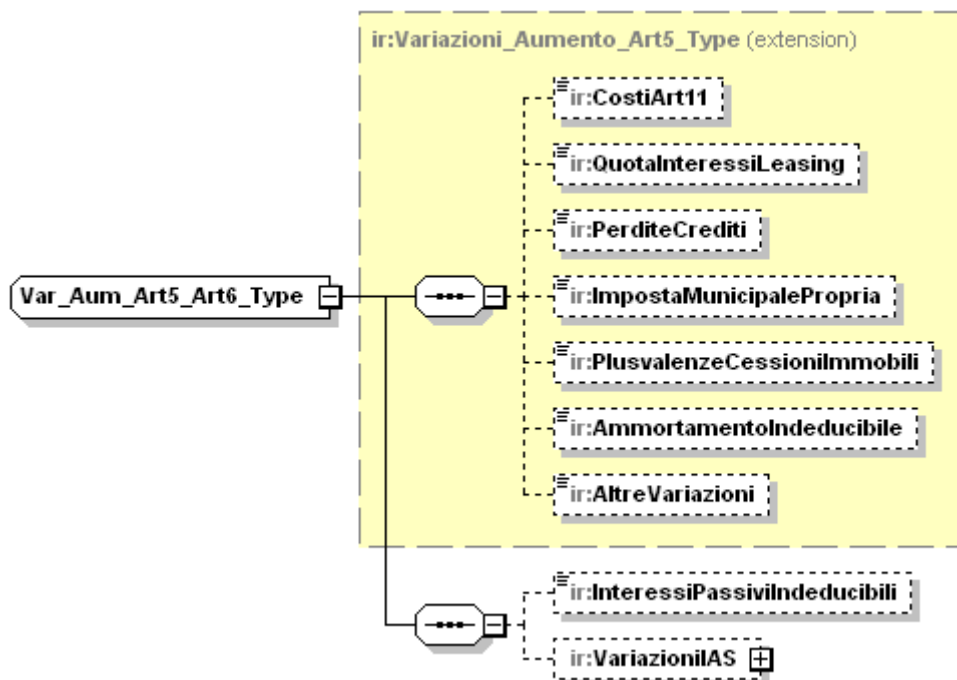 ir:Variazioni_Aumento_Art5_Type (extension)
ir:CostiArt11
ir:QuotaInteressiLeasing
ir:PerditeCrediti
Var_Aum_Art5_Art6_Type
ir:ImpostaMunicipalePropria
ir:PlusvalenzeCessioniImmobili
ir:AmmortamentoIndeducibile
ir:AltreVariazioni
ir:InteressiPassiviIndeducibili
ir:VariazioniIAS